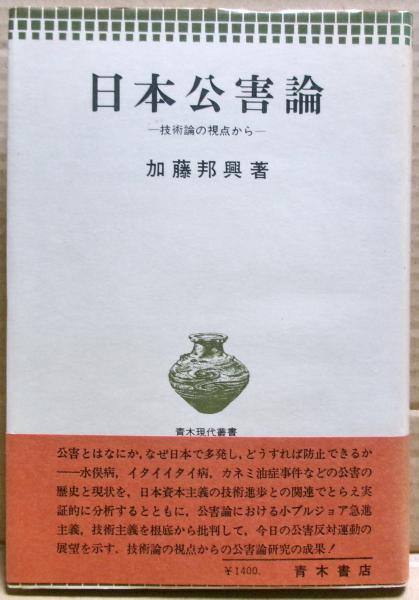 日本公害論
―技術論の視点から―
加藤邦興著
青木現代叢書
公害とはなにか,なぜ日本で多発し,どうすれば防止できるか
――水俣病,イタイイタイ病,カネミ油症事件などの公害の
歴史と現状を,日本資本主義の技術進歩との関連でとらえ実
証的に分析するとともに,公害論における小ブルジョア急進
主義,技術主義を根底から批判して,今日の公害反対運動の
展望を示す。技術論の視点からの公害論研究の成果!
¥1400. 青木書店